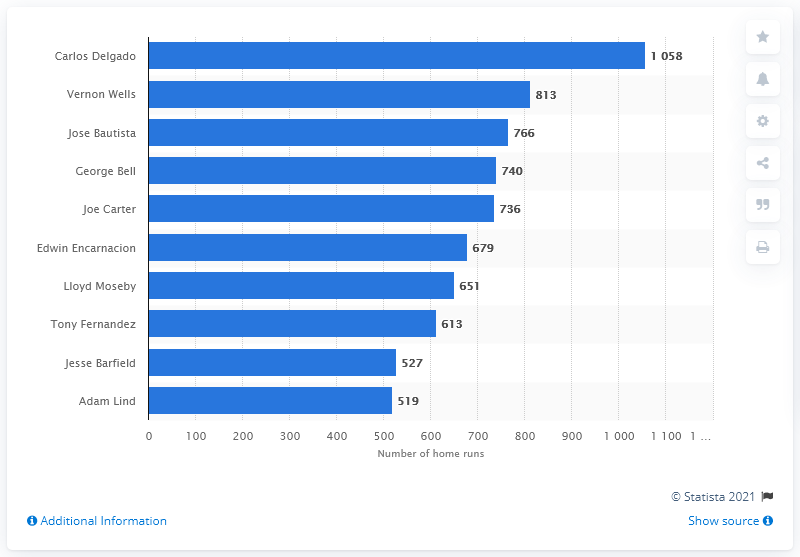 Carlos Delgado 1 058
Vernon Wells 813
Jose Bautista 766
George Bell 740
Joe Carter 736
Edwin Encarnacion 679
Lloyd Moseby 651
Tony Fernandez 613
Jesse Barfield 527
Adam Lind 519
0 100 200 300 400 500 600 700 800 900 1 000 1 100 1 ...
Number of home runs
© Statista 2021
Additional Information Show source